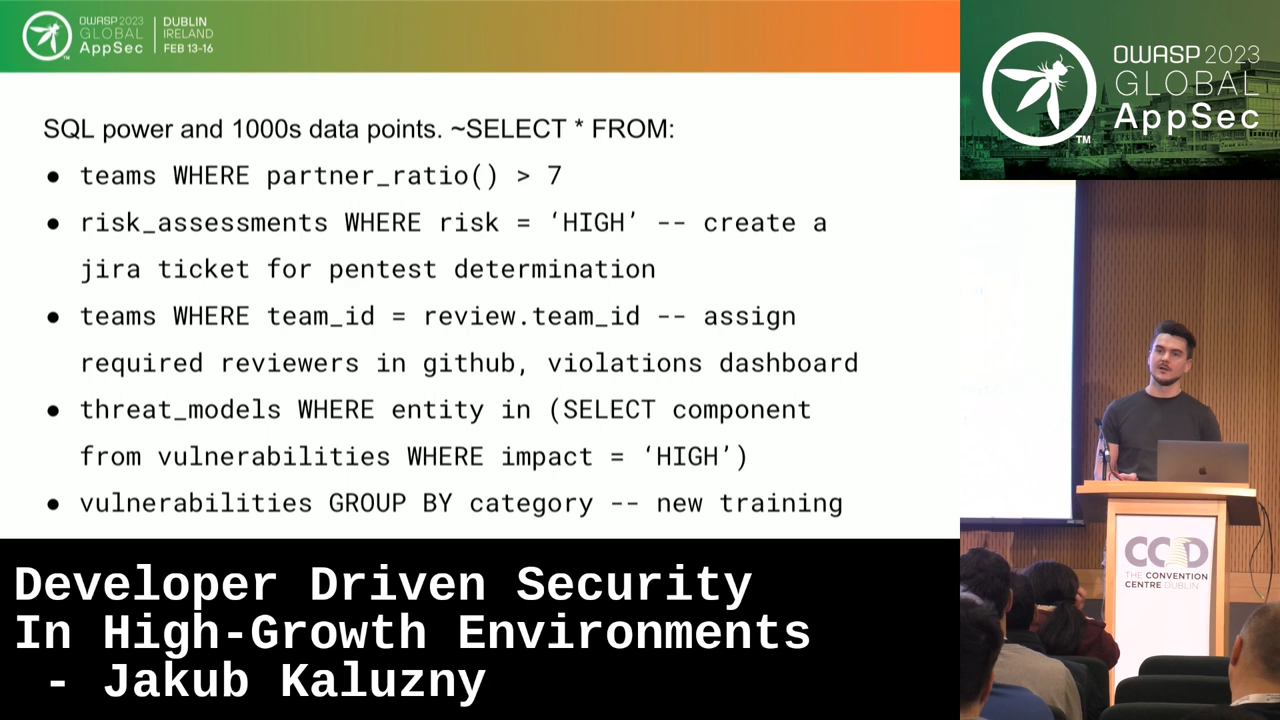 OWASP 2023
GLOBAL
AppSec
TM
DUBLIN
IRELAND
FEB 13-16
OWASP 2023
GLOBAL
AppSec
TM
SQL power and 1000s data points. ~SELECT * FROM:
● teams WHERE partner_ratio() > 7
● risk_assessments WHERE risk = ‘HIGH’ -- create a
jira ticket for pentest determination
● teams WHERE team_id = review.team_id -- assign
required reviewers in github, violations dashboard
● threat_models WHERE entity in (SELECT component
from vulnerabilities WHERE impact = ‘HIGH’)
● vulnerabilities GROUP BY category -- new training
CCD
THE CONVENTION
CENTRE DUBLIN
Developer Driven Security
In High-Growth Environments
- Jakub Kaluzny